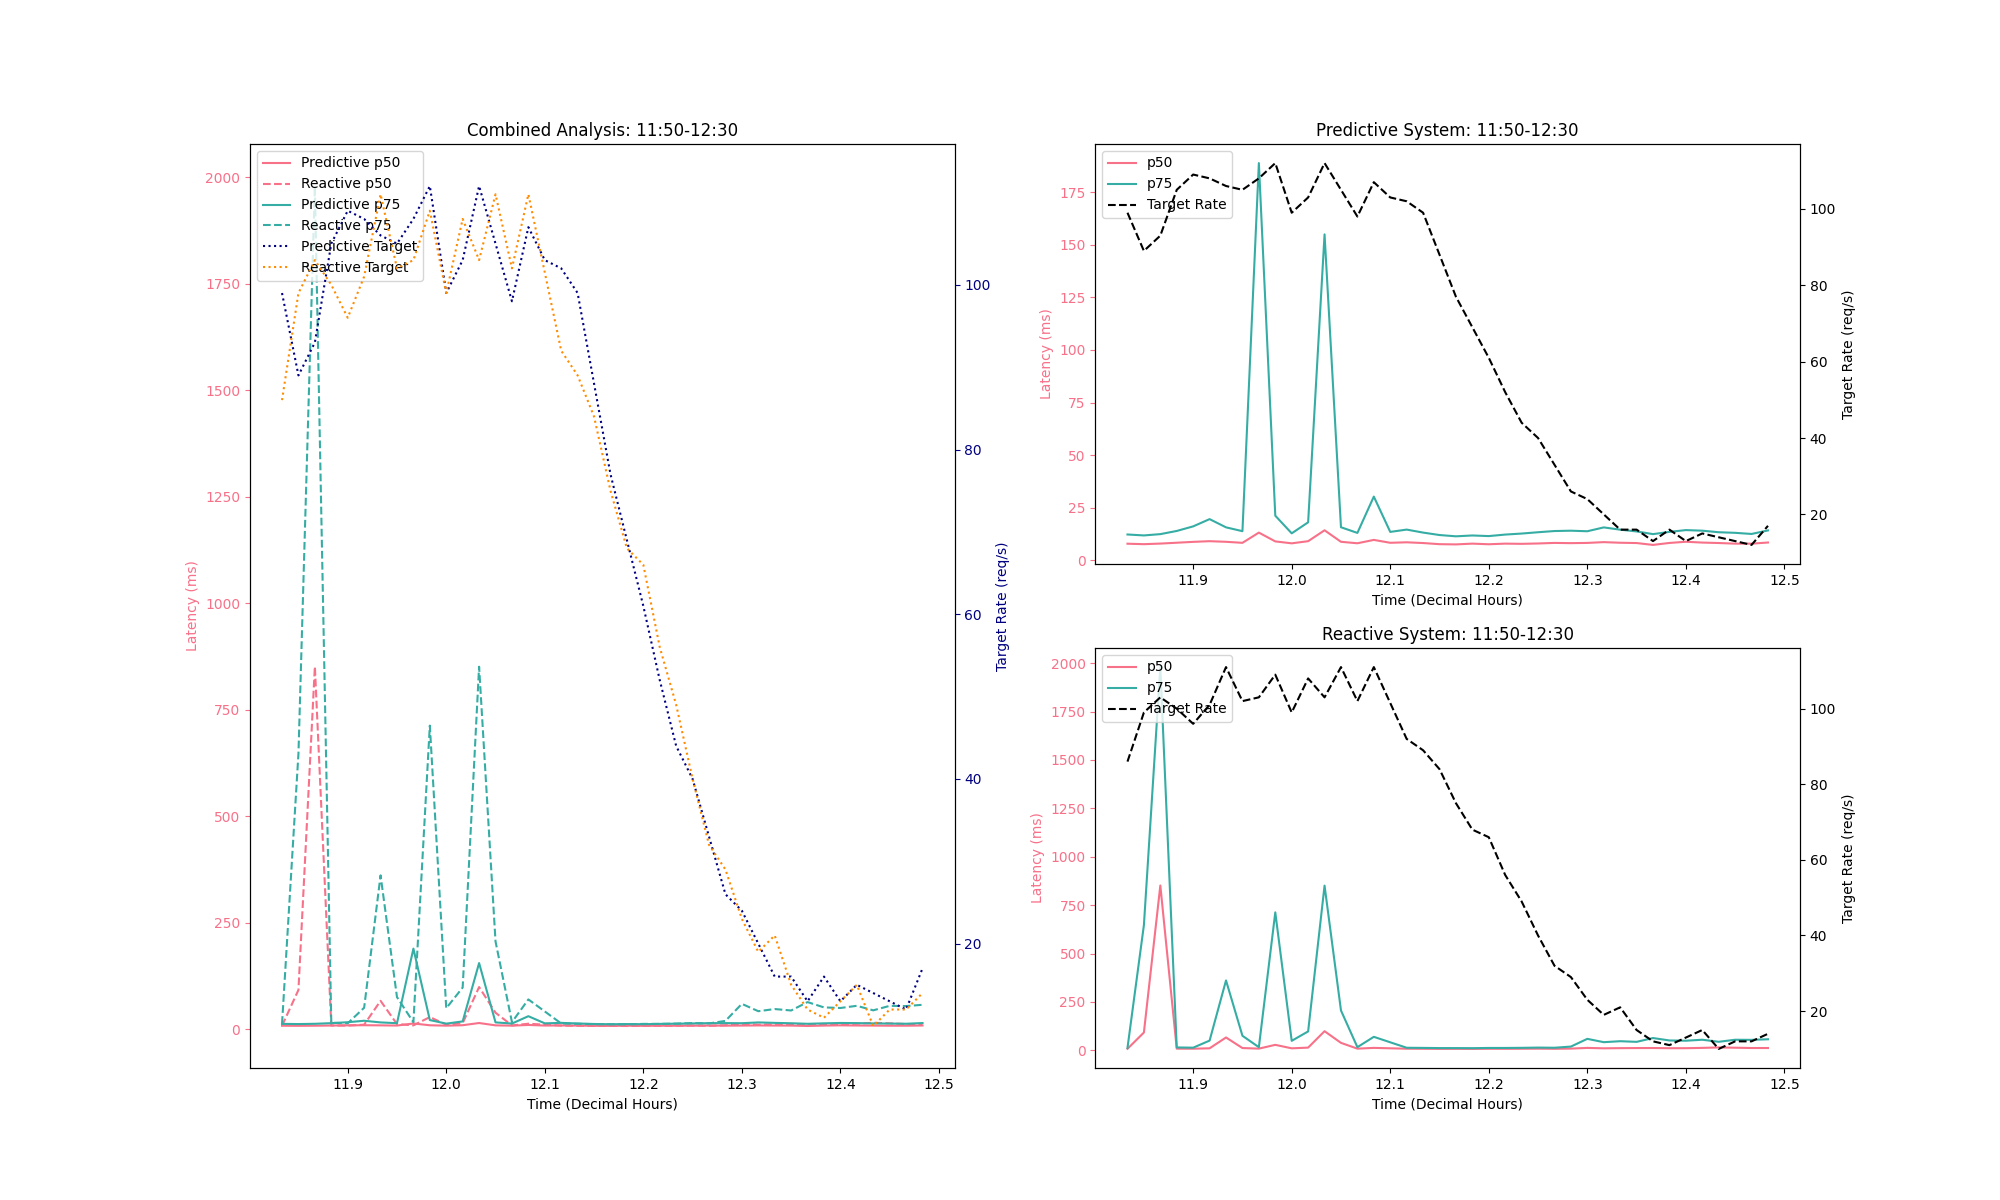 Combined Analysis: 11:50-12:30
Predictive p50
Reactive p50
Predictive p75
Reactive p75
Predictive Target
Reactive Target
2000
1750
1500
1250
1000
750
500
250
0
Latency (ms)
100
80
60
40
20
Target Rate (req/s)
11.9 12.0 12.1 12.2 12.3 12.4 12.5
Time (Decimal Hours)
Predictive System: 11:50-12:30
p50
p75
Target Rate
175
150
125
100
75
50
25
0
Latency (ms)
100
80
60
40
20
Target Rate (req/s)
11.9 12.0 12.1 12.2 12.3 12.4 12.5
Time (Decimal Hours)
Reactive System: 11:50-12:30
p50
p75
Target Rate
2000
1750
1500
1250
1000
750
500
250
0
Latency (ms)
100
80
60
40
20
Target Rate (req/s)
11.9 12.0 12.1 12.2 12.3 12.4 12.5
Time (Decimal Hours)